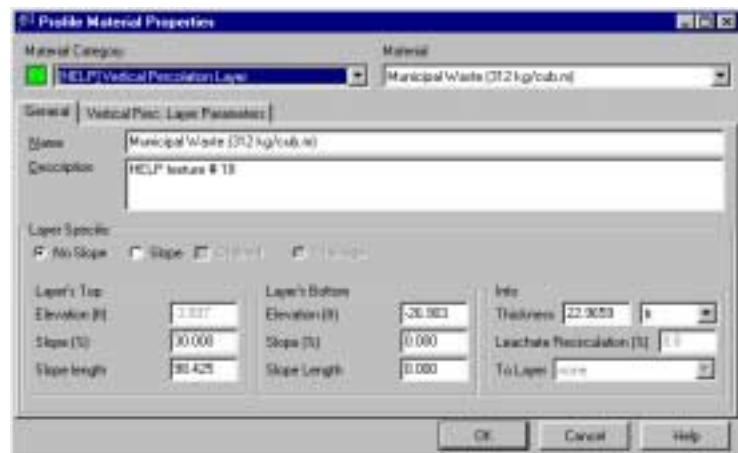 Profile Material Properties
Material Category
Material
[HELP] Vertical Percolation Layer
Municipal Waste (312 kg/cub.m)
General
Vertical Perc. Layer Parameters
Name
Municipal Waste (312 kg/cub.m)
Description
HELP texture # 18
Layer Specific
No Slope
Slope
Layer's Top
Elevation (ft)
Slope (%)
30.000
Slope length
90.425
Layer's Bottom
Elevation (ft)
Slope (%)
0.000
Slope Length
0.000
Info
Thickness
22.9659
ft
Leachate Recirculation (%)
To Layer
none
OK
Cancel
Help